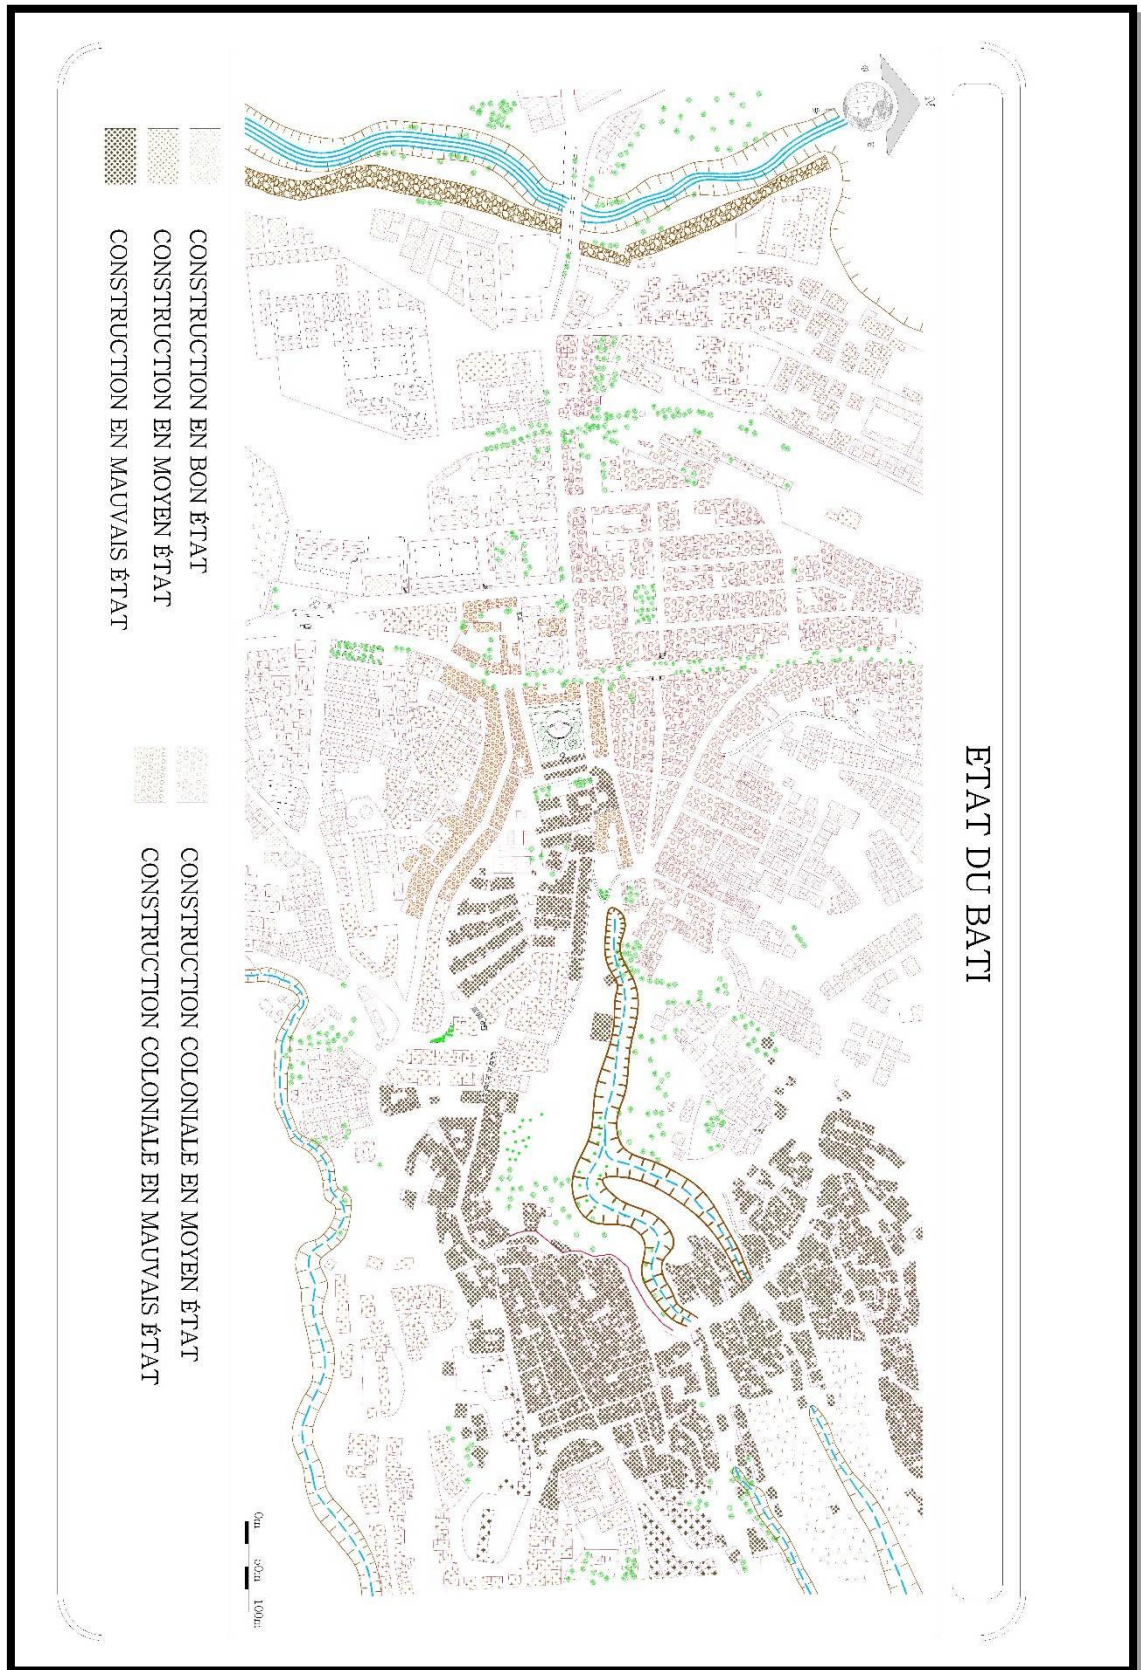 ETAT DU BATI
N
CONSTRUCTION EN BON ÉTAT
CONSTRUCTION EN MOYEN ÉTAT
CONSTRUCTION EN MAUVAIS ÉTAT
CONSTRUCTION COLONIALE EN MOYEN ÉTAT
CONSTRUCTION COLONIALE EN MAUVAIS ÉTAT
0m 50m 100m